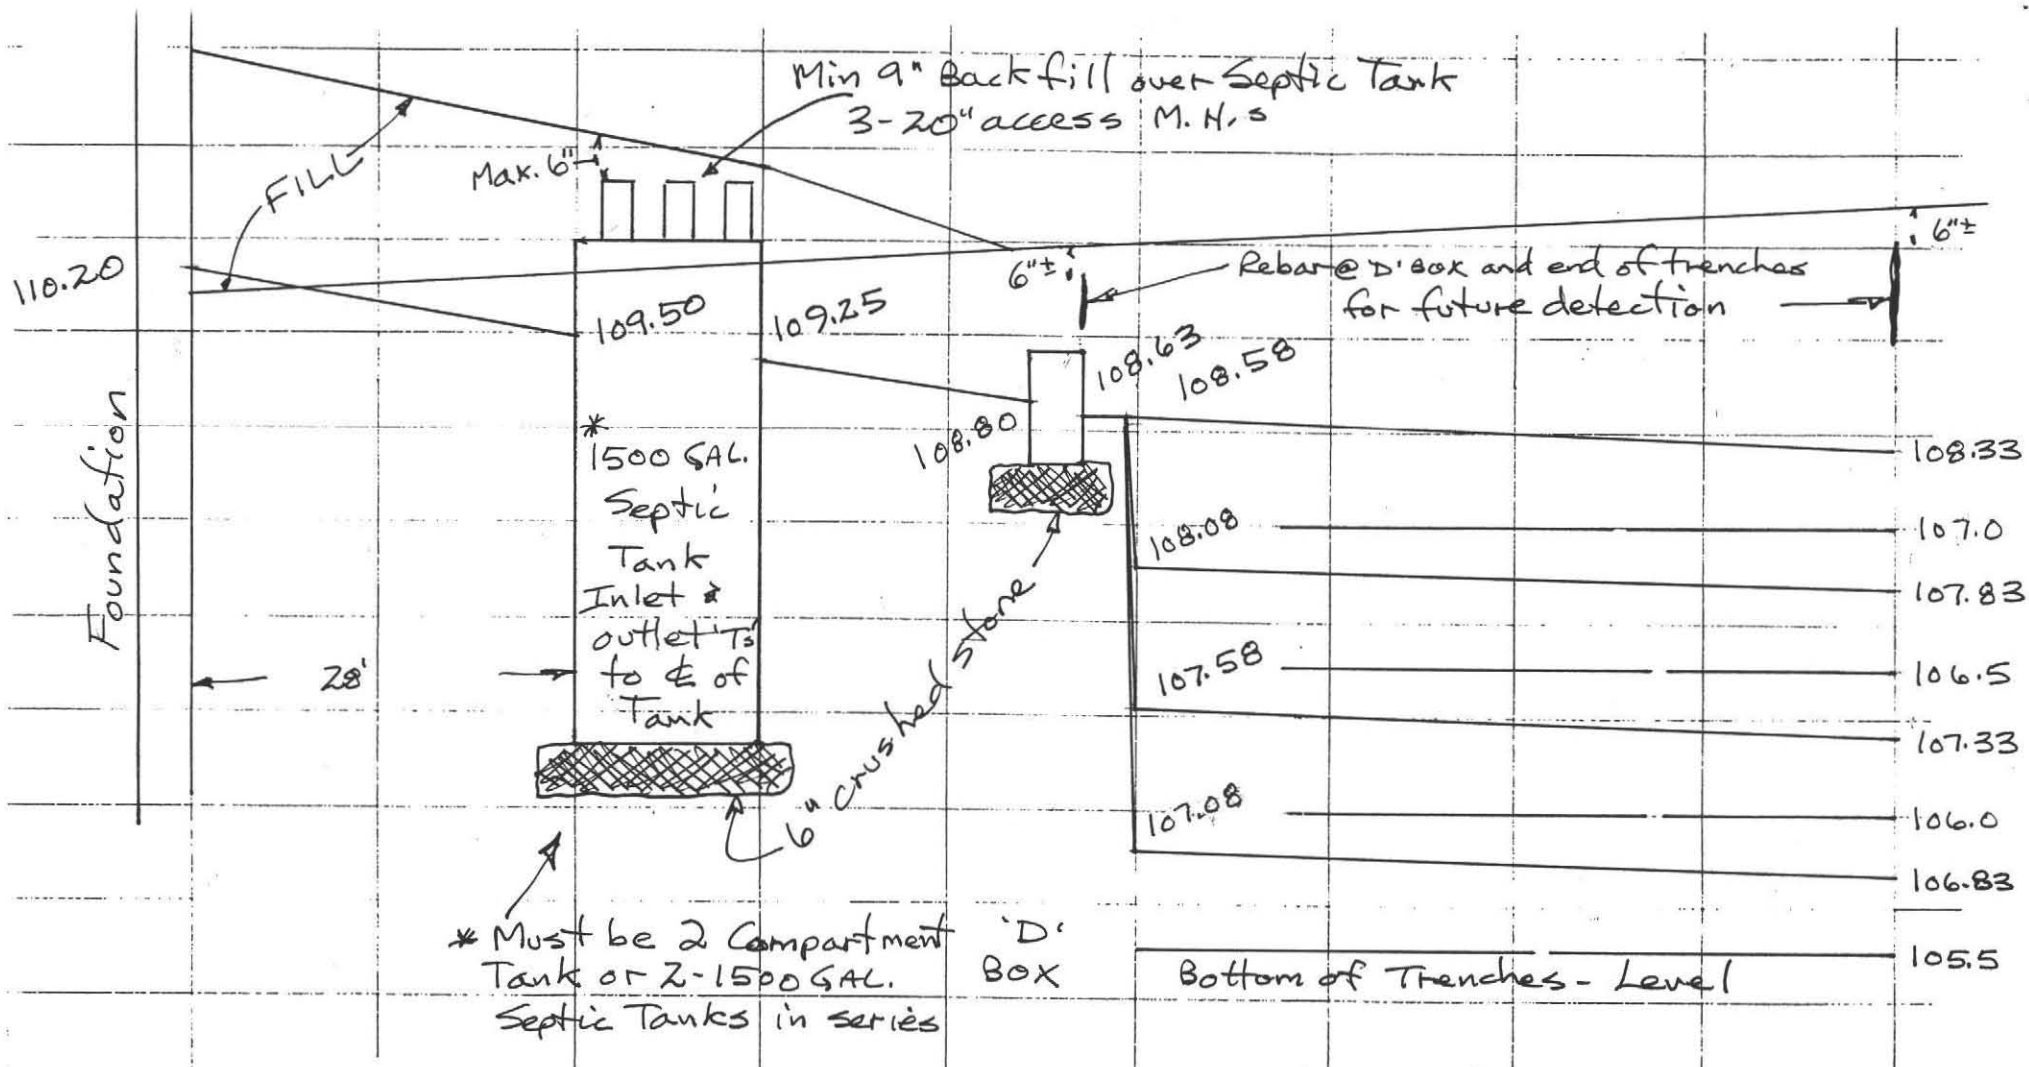 Min 9" Backfill over Septic Tank
3-20" access M.H.s
Max. 6"
FILL
6"±
110.20
6"±
Rebar @ 'D' Box and end of trenches
for future detection
109.50
109.25
108.63
108.58
108.80
Foundation
*
1500 GAL.
Septic
Tank
Inlet &
outlet 'T's'
to ℄ of
Tank
28'
6" crushed stone
108.33
108.08
107.0
107.83
107.58
106.5
107.33
107.08
106.0
106.83
105.5
* Must be 2 Compartment
Tank or 2-1500 GAL.
Septic Tanks in series
'D'
BOX
Bottom of Trenches - Level